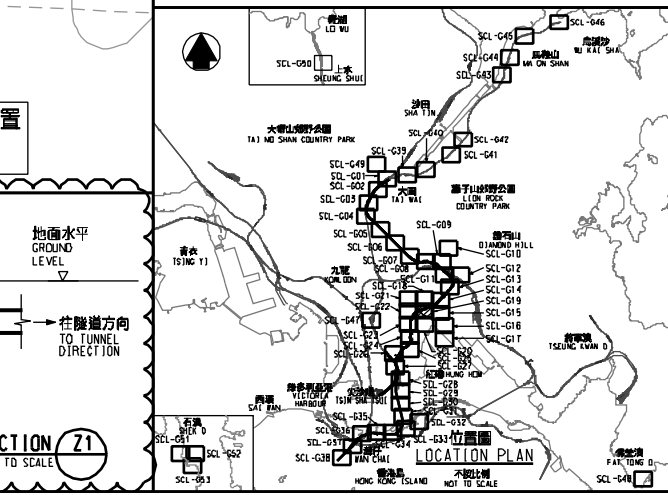 置
地面水平
GROUND
LEVEL
往隧道方向
TO TUNNEL
DIRECTION
CTION Z1
TO SCALE
羅湖
LO WU
SCL-G50
上水
SHEUNG SHUI
SCL-G46
SCL-G45
烏溪沙
WU KAI SHA
SCL-G44
馬鞍山
MA ON SHAN
SCL-G43
沙田
SHA TIN
大帽山郊野公園
TAI MO SHAN COUNTRY PARK
SCL-G40
SCL-G42
SCL-G39
SCL-G41
SCL-G49
SCL-G01
SCL-G02
大圍
TAI WAI
獅子山郊野公園
LION ROCK
COUNTRY PARK
SCL-G03
SCL-G04
SCL-G05
SCL-G06
SCL-G09
鑽石山
DIAMOND HILL
SCL-G10
青衣
TSING YI
SCL-G07
SCL-G08
SCL-G11
SCL-G12
SCL-G13
SCL-G14
九龍
KOWLOON
SCL-G18
SCL-G21
SCL-G19
SCL-G22
SCL-G15
SCL-G47
SCL-G16
SCL-G23
SCL-G17
SCL-G24
SCL-G26
SCL-G27
將軍澳
TSEUNG KWAN O
紅磡
HUNG HOM
SCL-G28
SCL-G29
SCL-G30
SCL-G31
維多利亞港
VICTORIA
HARBOUR
尖沙咀
TSIM SHA TSUI
西環
SAI WAN
SCL-G32
SCL-G33
SCL-G34
SCL-G35
SCL-G36
SCL-G37
SCL-G38
灣仔
WAN CHAI
石澳
SHEK O
SCL-G51
SCL-G52
SCL-G53
位置圖
LOCATION PLAN
不按比例
NOT TO SCALE
香港島
HONG KONG ISLAND
佛堂澳
FAT TONG O
SCL-G48